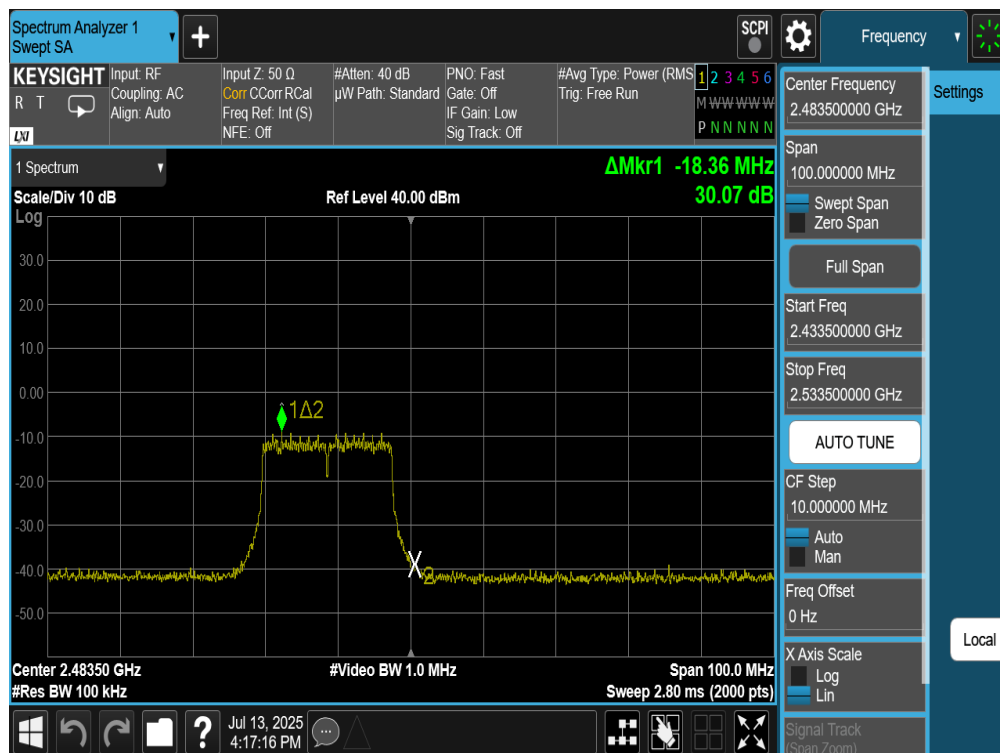 Spectrum Analyzer 1
Swept SA
+
SCPI
Frequency
KEYSIGHT
R T
LXI
Input: RF
Coupling: AC
Align: Auto
Input Z: 50 Ω
Corr CCorr RCal
Freq Ref: Int (S)
NFE: Off
#Atten: 40 dB
µW Path: Standard
PNO: Fast
Gate: Off
IF Gain: Low
Sig Track: Off
#Avg Type: Power (RMS
Trig: Free Run
1 2 3 4 5 6
M W W W W W
P N N N N N
1 Spectrum
ΔMkr1 -18.36 MHz
30.07 dB
Scale/Div 10 dB
Ref Level 40.00 dBm
Log
30.0
20.0
10.0
0.00
-10.0
-20.0
-30.0
-40.0
-50.0
1Δ2
X
2
Center 2.48350 GHz
#Video BW 1.0 MHz
Span 100.0 MHz
#Res BW 100 kHz
Sweep 2.80 ms (2000 pts)
Center Frequency
2.483500000 GHz
Span
100.000000 MHz
Swept Span
Zero Span
Full Span
Start Freq
2.433500000 GHz
Stop Freq
2.533500000 GHz
AUTO TUNE
CF Step
10.000000 MHz
Auto
Man
Freq Offset
0 Hz
X Axis Scale
Log
Lin
Signal Track
(Span Zoom)
Settings
Local
?
Jul 13, 2025
4:17:16 PM